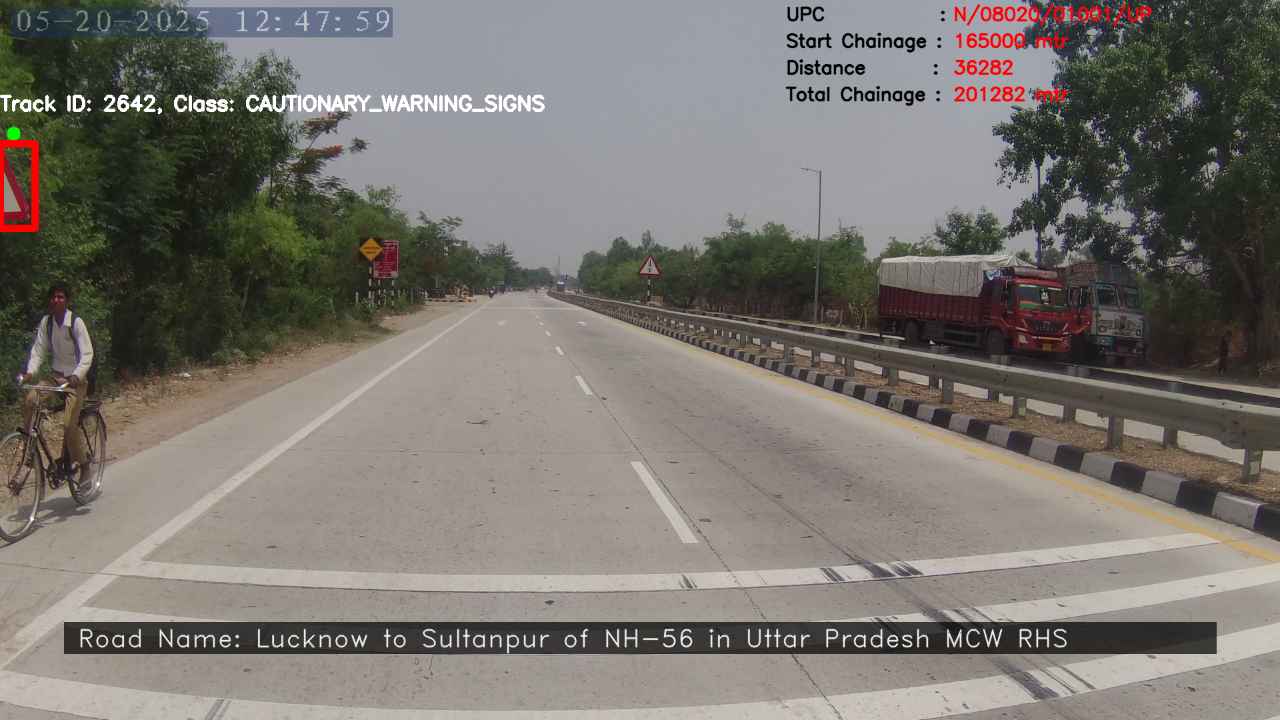 05-20-2025 12:47:59
UPC : N/08020/01001/UP
Start Chainage : 165000 mtr
Distance : 36282
Total Chainage : 201282 mtr
Track ID: 2642, Class: CAUTIONARY_WARNING_SIGNS
Road Name: Lucknow to Sultanpur of NH-56 in Uttar Pradesh MCW RHS